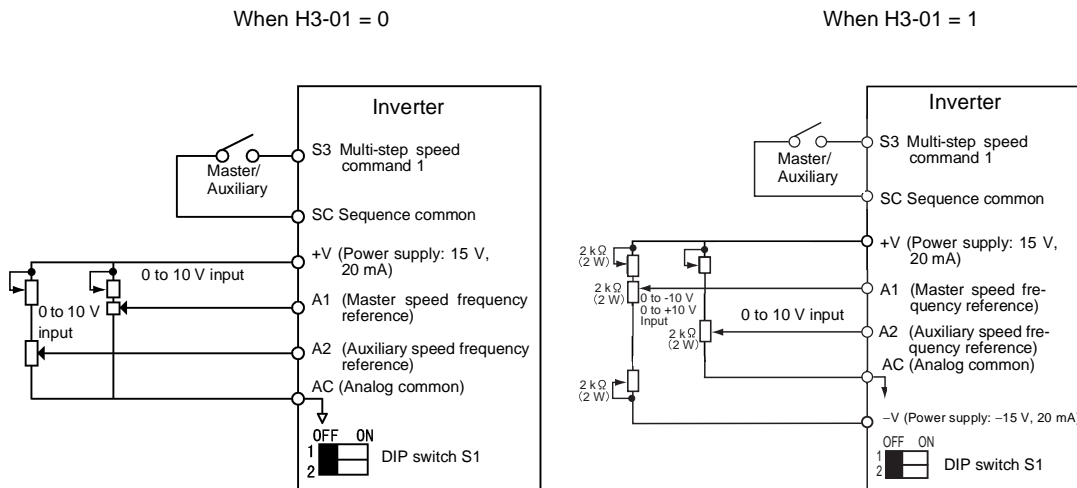 When H3-01 = 0
Inverter
S3 Multi-step speed
command 1
Master/
Auxiliary
SC Sequence common
+V (Power supply: 15 V,
20 mA)
0 to 10 V input
A1 (Master speed frequency
reference)
0 to 10 V
input
A2 (Auxiliary speed frequency
reference)
AC (Analog common)
OFF ON
1
2
DIP switch S1
When H3-01 = 1
Inverter
S3 Multi-step speed
command 1
Master/
Auxiliary
SC Sequence common
+V (Power supply: 15 V,
20 mA)
2 kΩ
(2 W)
A1 (Master speed fre-
quency reference)
2 kΩ
(2 W)
0 to -10 V
0 to +10 V
Input
0 to 10 V input
2 kΩ
(2 W)
A2 (Auxiliary speed fre-
quency reference)
AC (Analog common)
2 kΩ
(2 W)
−V (Power supply: −15 V, 20 mA)
OFF ON
1
2
DIP switch S1